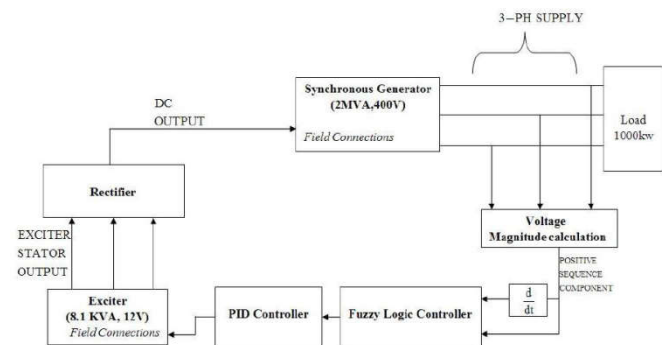 3–PH SUPPLY
Synchronous Generator
(2MVA,400V)
Field Connections
Load
1000kw
DC
OUTPUT
Rectifier
Voltage
Magnitude calculation
EXCITER
STATOR
OUTPUT
POSITIVE
SEQUENCE
COMPONENT
d
dt
Exciter
(8.1 KVA, 12V)
Field Connections
PID Controller
Fuzzy Logic Controller